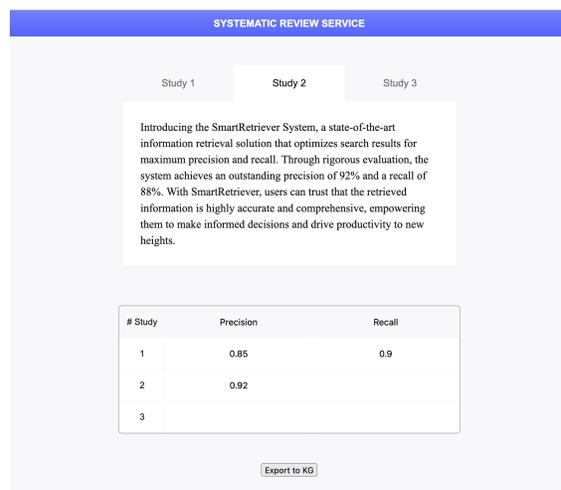 SYSTEMATIC REVIEW SERVICE
Study 1 Study 2 Study 3
Introducing the SmartRetriever System, a state-of-the-art
information retrieval solution that optimizes search results for
maximum precision and recall. Through rigorous evaluation, the
system achieves an outstanding precision of 92% and a recall of
88%. With SmartRetriever, users can trust that the retrieved
information is highly accurate and comprehensive, empowering
them to make informed decisions and drive productivity to new
heights.
# Study Precision Recall
1 0.85 0.9
2 0.92
3
Export to KG